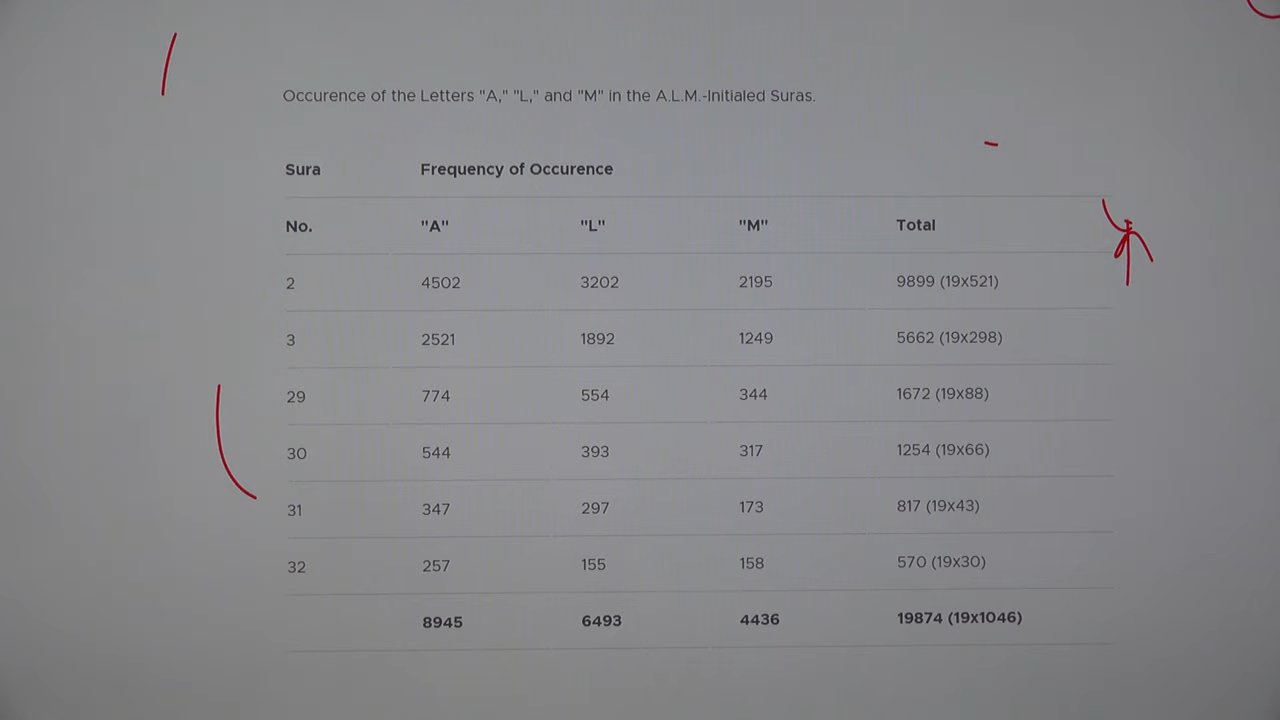 Occurence of the Letters "A," "L," and "M" in the A.L.M.-Initialed Suras.
Sura Frequency of Occurence
No. "A" "L" "M" Total
2 4502 3202 2195 9899 (19x521)
3 2521 1892 1249 5662 (19x298)
29 774 554 344 1672 (19x88)
30 544 393 317 1254 (19x66)
31 347 297 173 817 (19x43)
32 257 155 158 570 (19x30)
8945 6493 4436 19874 (19x1046)